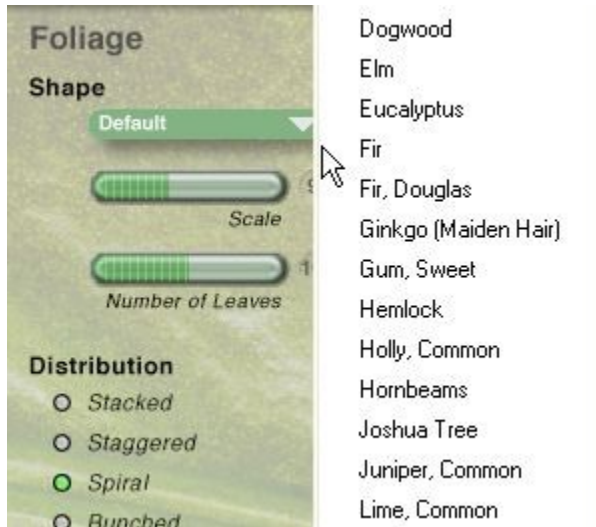 Foliage
Shape
Default
Scale
Number of Leaves
Distribution
Stacked
Staggered
Spiral
Bunched
Dogwood
Elm
Eucalyptus
Fir
Fir, Douglas
Ginkgo (Maiden Hair)
Gum, Sweet
Hemlock
Holly, Common
Hornbeams
Joshua Tree
Juniper, Common
Lime, Common